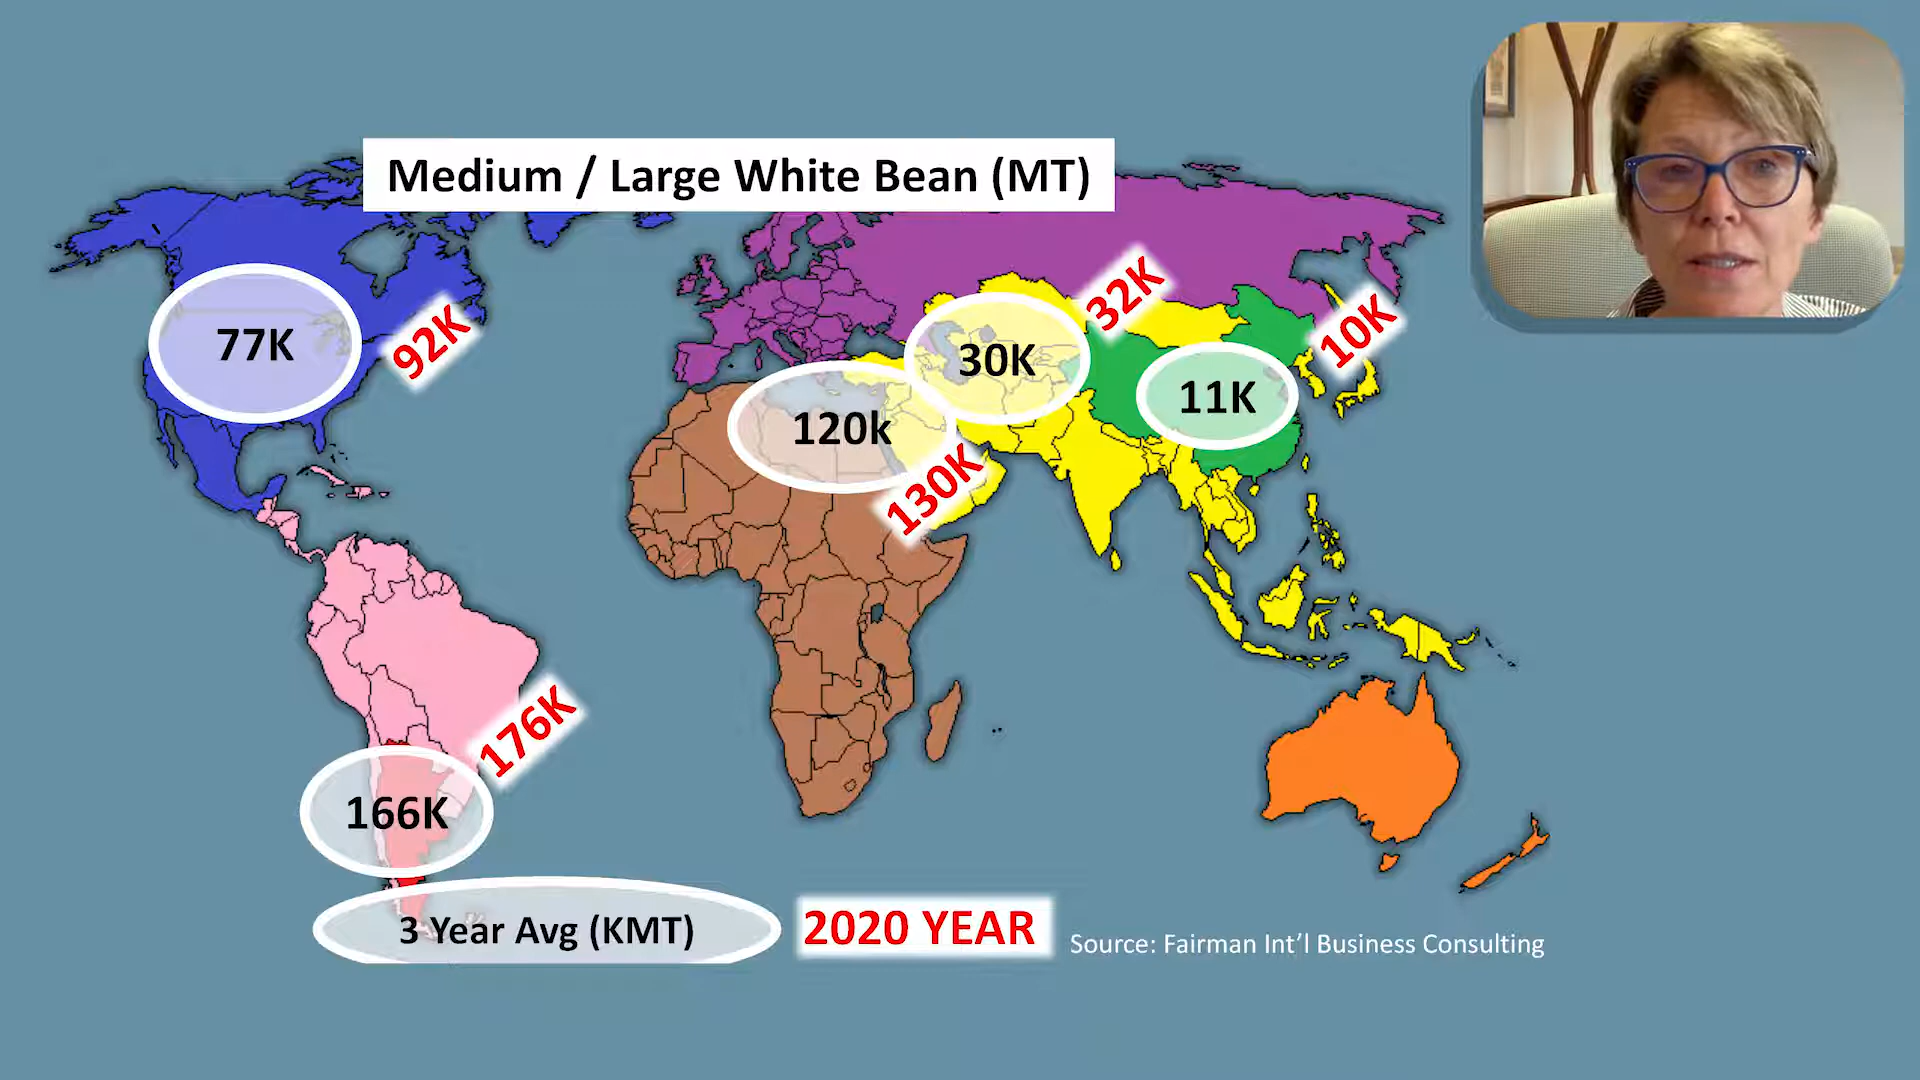 Medium / Large White Bean (MT)
77K
92K
120k
130K
30K
32K
11K
10K
166K
176K
3 Year Avg (KMT)
2020 YEAR
Source: Fairman Int’l Business Consulting